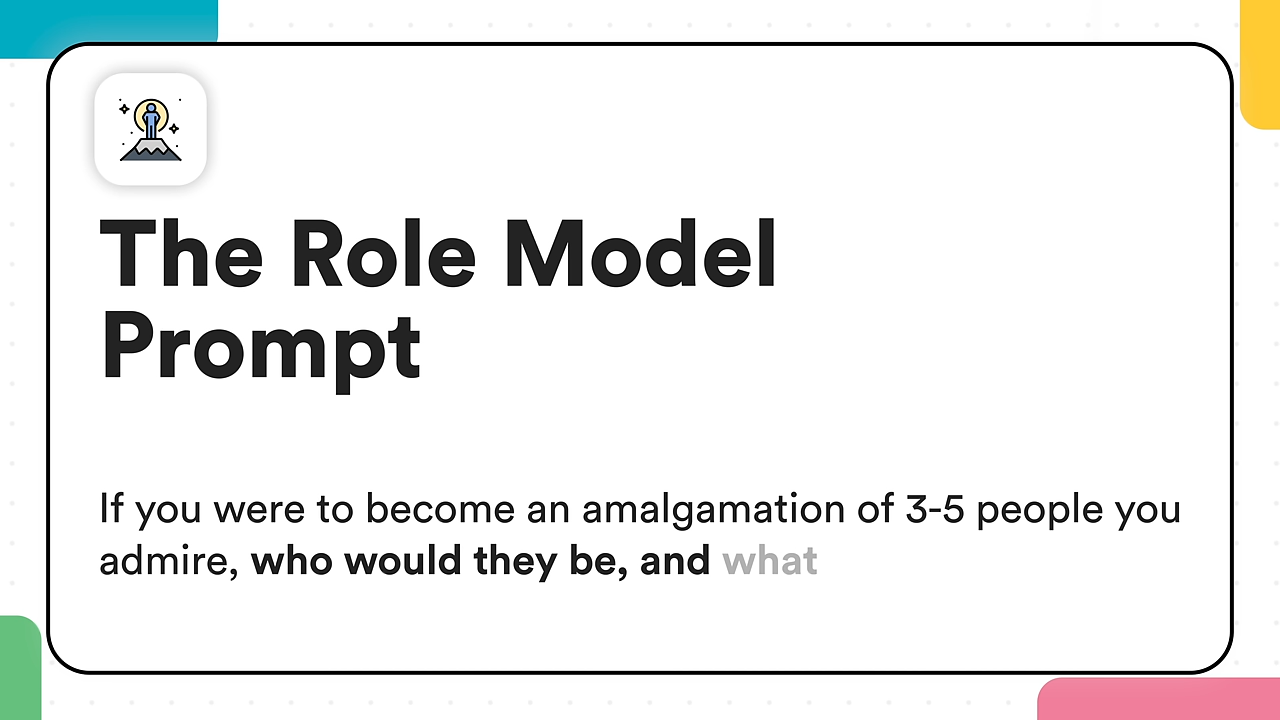 The Role Model
Prompt
If you were to become an amalgamation of 3-5 people you
admire, who would they be, and what